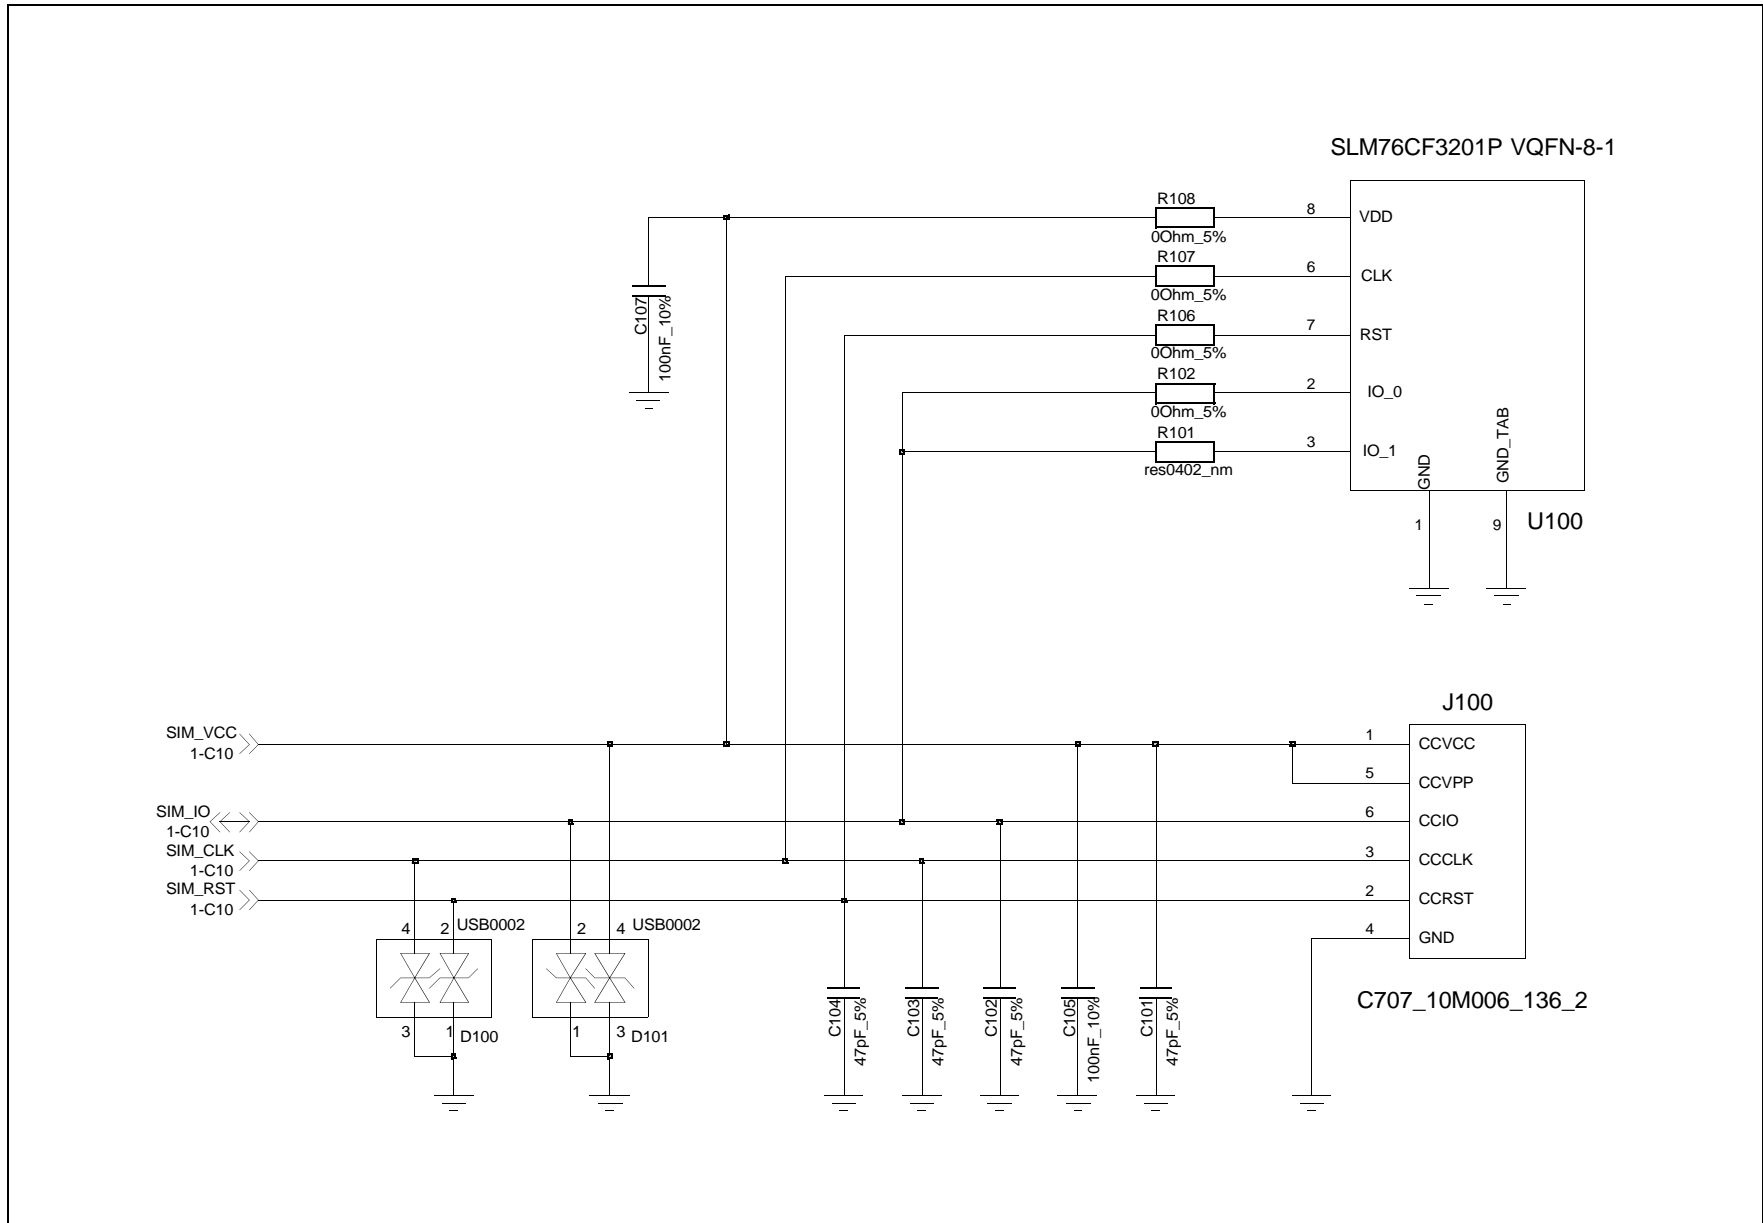 SLM76CF3201P VQFN-8-1
R108
8
VDD
0Ohm_5%
R107
6
CLK
0Ohm_5%
C107
100nF_10%
R106
7
RST
0Ohm_5%
R102
2
IO_0
0Ohm_5%
R101
3
IO_1
res0402_nm
GND
GND_TAB
1
9
U100
J100
SIM_VCC
1-C10
1
CCVCC
5
CCVPP
SIM_IO
1-C10
6
CCIO
SIM_CLK
1-C10
3
CCCLK
SIM_RST
1-C10
2
CCRST
4
2
USB0002
2
4
USB0002
4
GND
C104
47pF_5%
C103
47pF_5%
C102
47pF_5%
C105
100nF_10%
C101
47pF_5%
C707_10M006_136_2
3
1
D100
1
3
D101